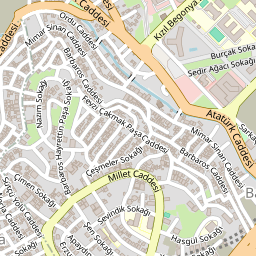 Ordu Caddesi
Mimar Sinan Caddesi
Kızıl Begonya
Burçak Sokağı
Sedir Ağacı Sokağı
Barbaros Caddesi
Fevzi Çakmak Paşa Caddesi
Nazım Sokağı
Barbaros Hayrettin Paşa Sokağı
Atatürk Caddesi
Mimar Sinan Caddesi
Barbaros Caddesi
Çeşmeler Sokağı
Millet Caddesi
Çimen Sokağı
Sevindik Sokağı
Şen Sokağı
Hasgül Sokağı
Caddesi